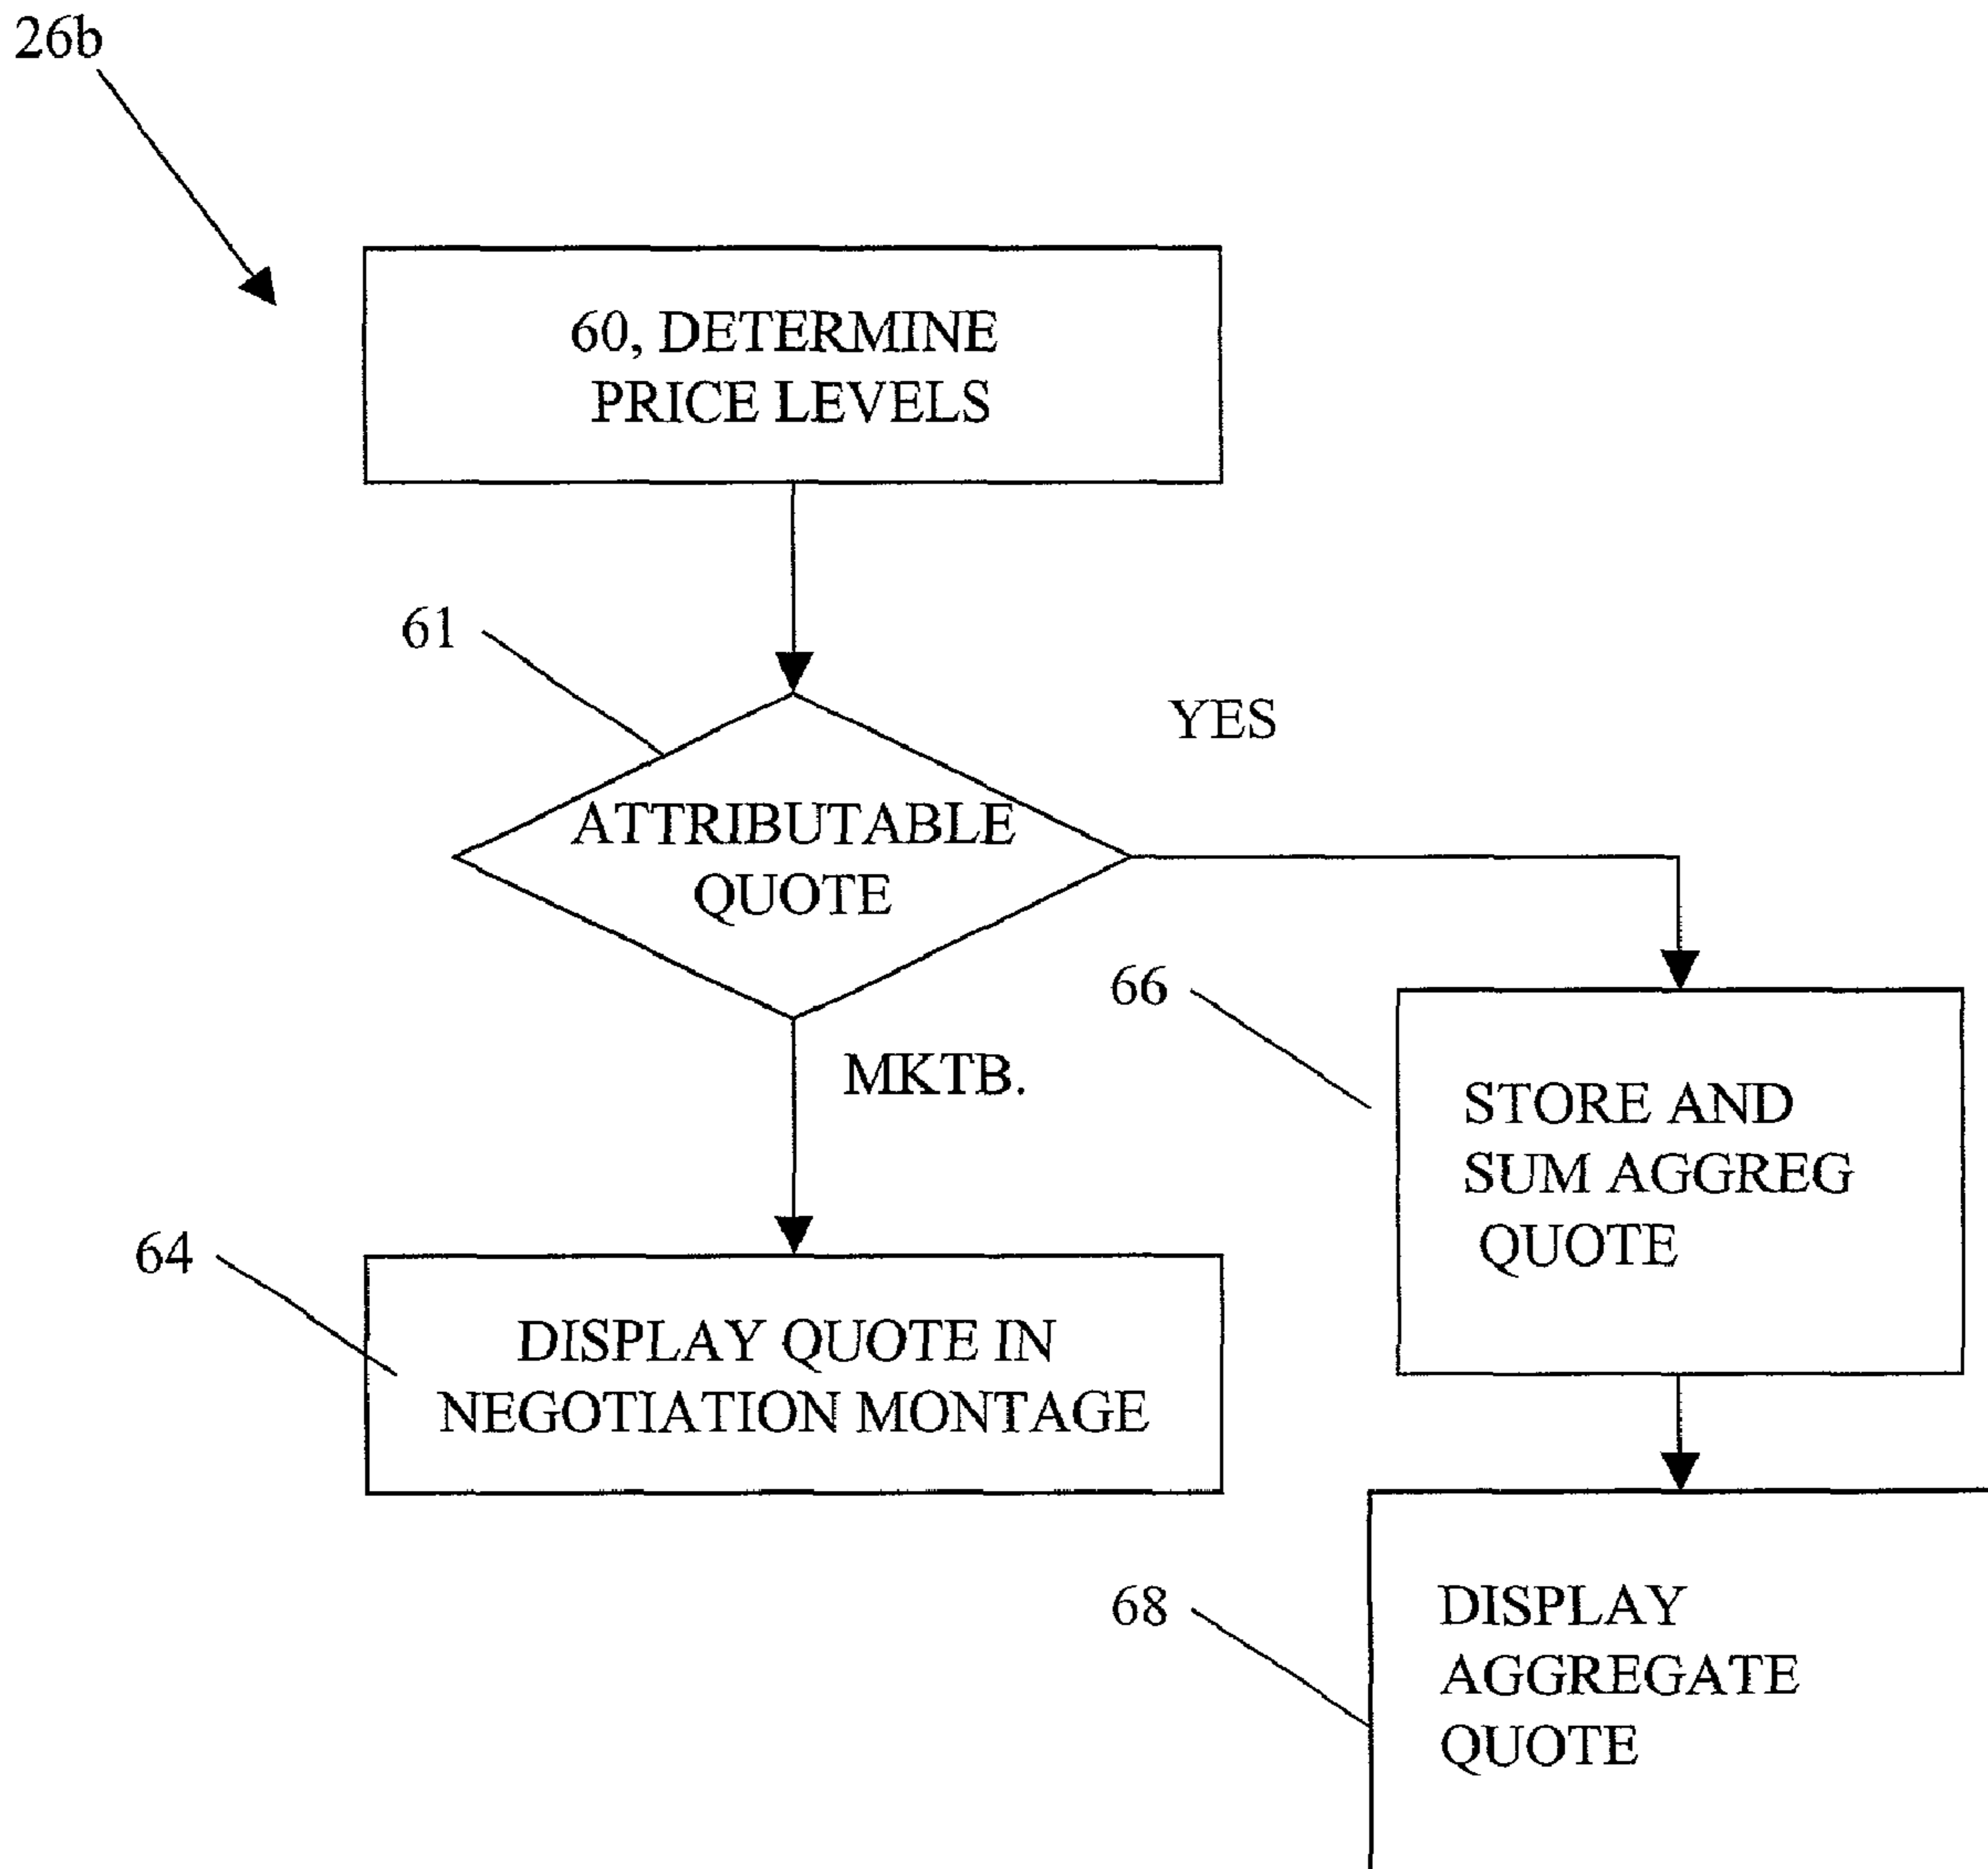 26b
60, DETERMINE
PRICE LEVELS
61
YES
ATTRIBUTABLE
QUOTE
66
MKTB.
STORE AND
SUM AGGREG
QUOTE
64
DISPLAY QUOTE IN
NEGOTIATION MONTAGE
68
DISPLAY
AGGREGATE
QUOTE